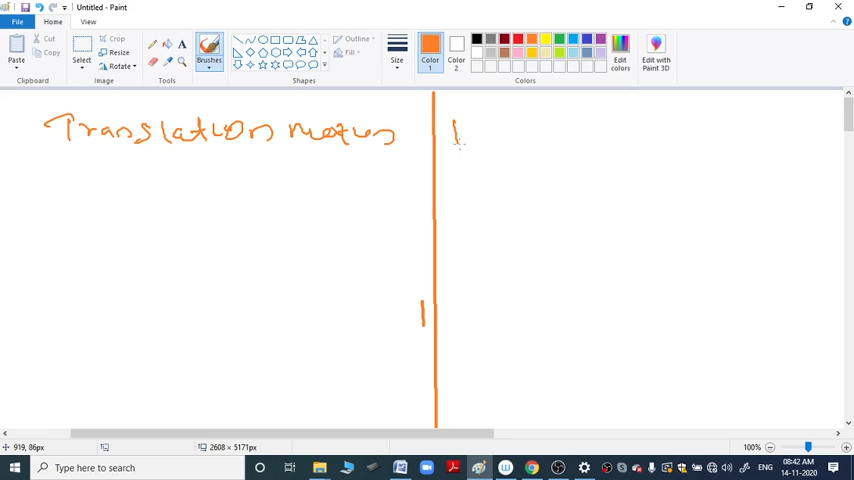 Untitled - Paint
File Home View
Cut
Copy
Paste
Clipboard
Crop
Resize
Rotate
Select
Image
Tools
Brushes
Outline
Fill
Shapes
Size
Color 1
Color 2
Edit colors
Edit with Paint 3D
Colors
Translation motion
919, 86px
2608 × 5171px
100%
Type here to search
ENG
08:42 AM
14-11-2020